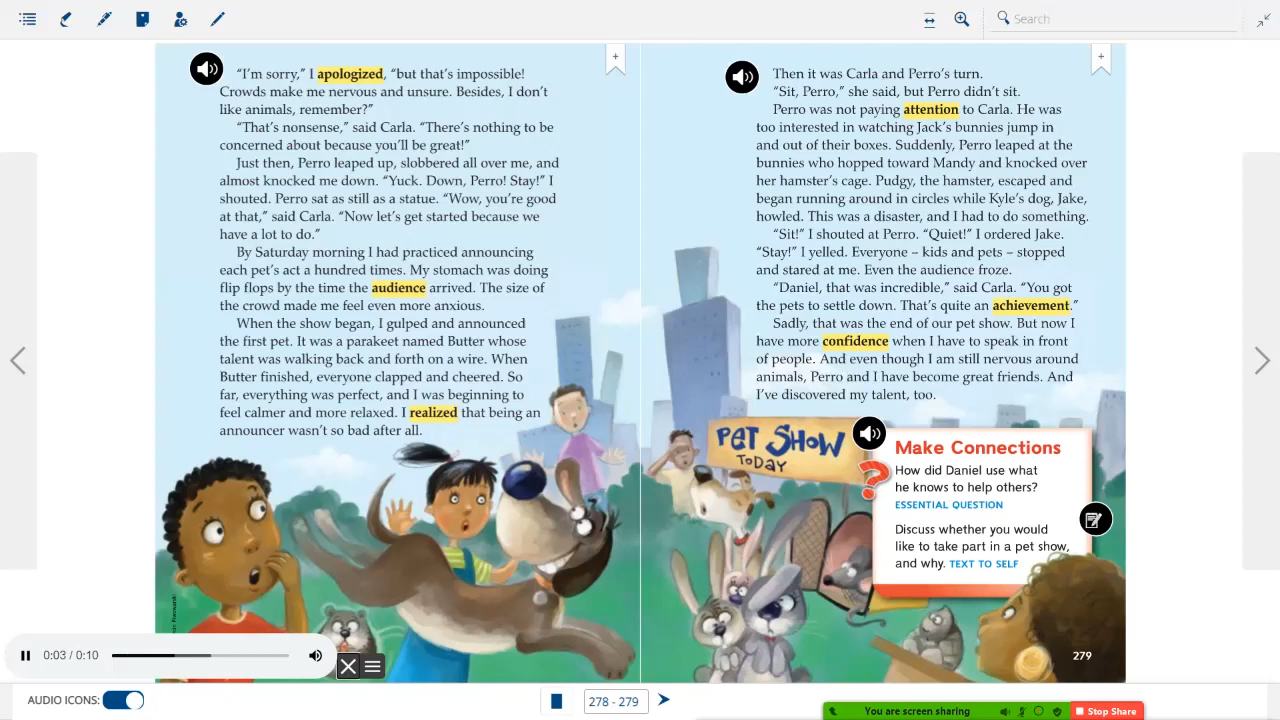 Search
"I'm sorry," I apologized, "but that's impossible!
Crowds make me nervous and unsure. Besides, I don't
like animals, remember?"
"That's nonsense," said Carla. "There's nothing to be
concerned about because you'll be great!"
Just then, Perro leaped up, slobbered all over me, and
almost knocked me down. "Yuck. Down, Perro! Stay!" I
shouted. Perro sat as still as a statue. "Wow, you're good
at that," said Carla. "Now let's get started because we
have a lot to do."
By Saturday morning I had practiced announcing
each pet's act a hundred times. My stomach was doing
flip flops by the time the audience arrived. The size of
the crowd made me feel even more anxious.
When the show began, I gulped and announced
the first pet. It was a parakeet named Butter whose
talent was walking back and forth on a wire. When
Butter finished, everyone clapped and cheered. So
far, everything was perfect, and I was beginning to
feel calmer and more relaxed. I realized that being an
announcer wasn't so bad after all.
Then it was Carla and Perro's turn.
"Sit, Perro," she said, but Perro didn't sit.
Perro was not paying attention to Carla. He was
too interested in watching Jack's bunnies jump in
and out of their boxes. Suddenly, Perro leaped at the
bunnies who hopped toward Mandy and knocked over
her hamster's cage. Pudgy, the hamster, escaped and
began running around in circles while Kyle's dog, Jake,
howled. This was a disaster, and I had to do something.
"Sit!" I shouted at Perro. "Quiet!" I ordered Jake.
"Stay!" I yelled. Everyone – kids and pets – stopped
and stared at me. Even the audience froze.
"Daniel, that was incredible," said Carla. "You got
the pets to settle down. That's quite an achievement."
Sadly, that was the end of our pet show. But now I
have more confidence when I have to speak in front
of people. And even though I am still nervous around
animals, Perro and I have become great friends. And
I've discovered my talent, too.
PET SHOW
TODAY
?
Make Connections
How did Daniel use what
he knows to help others?
ESSENTIAL QUESTION
Discuss whether you would
like to take part in a pet show,
and why. TEXT TO SELF
279
0:03 / 0:10
AUDIO ICONS:
278 - 279
You are screen sharing
Stop Share